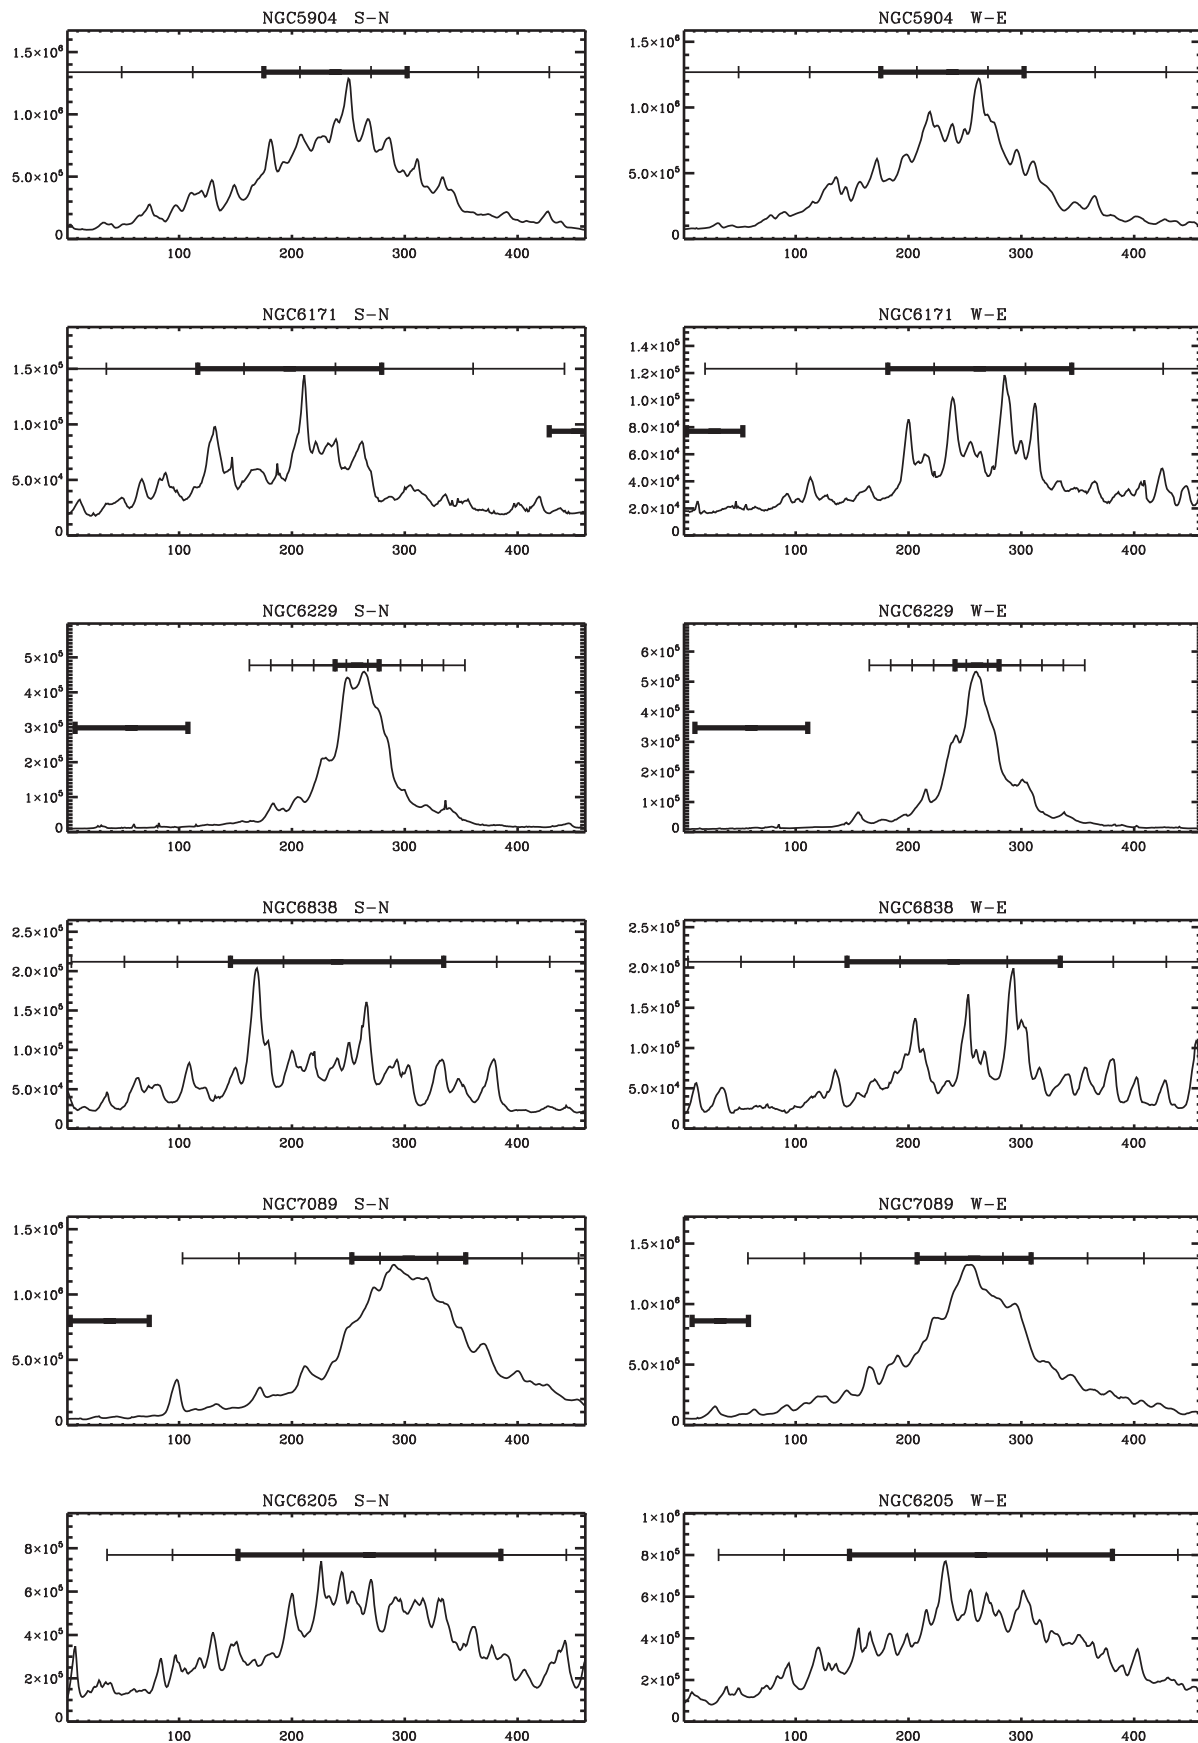 NGC5904 S-N
1.5×10⁶
1.0×10⁶
5.0×10⁵
0
100 200 300 400
NGC5904 W-E
1.5×10⁶
1.0×10⁶
5.0×10⁵
0
100 200 300 400
NGC6171 S-N
1.5×10⁵
1.0×10⁵
5.0×10⁴
0
100 200 300 400
NGC6171 W-E
1.4×10⁵
1.2×10⁵
1.0×10⁵
8.0×10⁴
6.0×10⁴
4.0×10⁴
2.0×10⁴
0
100 200 300 400
NGC6229 S-N
5×10⁵
4×10⁵
3×10⁵
2×10⁵
1×10⁵
0
100 200 300 400
NGC6229 W-E
6×10⁵
5×10⁵
4×10⁵
3×10⁵
2×10⁵
1×10⁵
0
100 200 300 400
NGC6838 S-N
2.5×10⁵
2.0×10⁵
1.5×10⁵
1.0×10⁵
5.0×10⁴
0
100 200 300 400
NGC6838 W-E
2.5×10⁵
2.0×10⁵
1.5×10⁵
1.0×10⁵
5.0×10⁴
0
100 200 300 400
NGC7089 S-N
1.5×10⁶
1.0×10⁶
5.0×10⁵
0
100 200 300 400
NGC7089 W-E
1.5×10⁶
1.0×10⁶
5.0×10⁵
0
100 200 300 400
NGC6205 S-N
8×10⁵
6×10⁵
4×10⁵
2×10⁵
0
100 200 300 400
NGC6205 W-E
1×10⁶
8×10⁵
6×10⁵
4×10⁵
2×10⁵
0
100 200 300 400